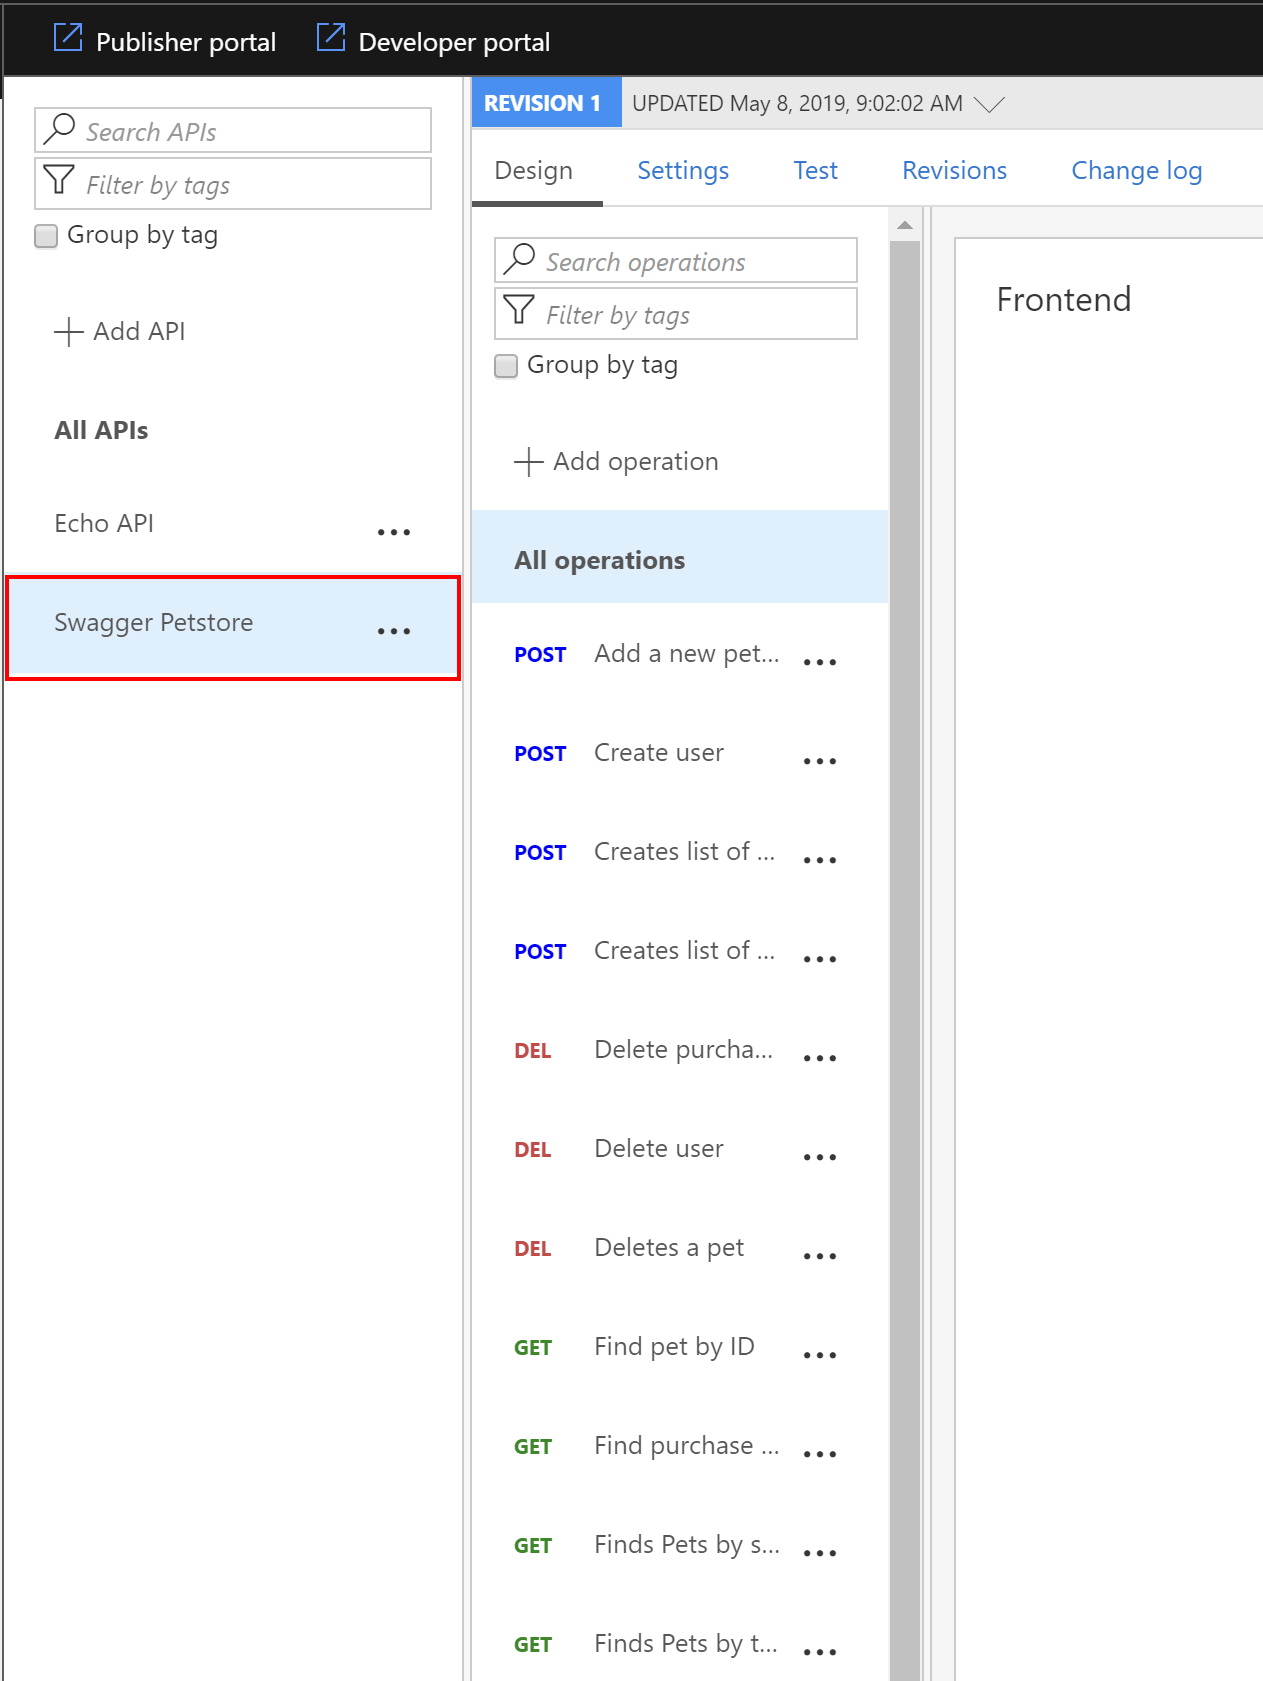 Publisher portal
Developer portal
Search APIs
Filter by tags
Group by tag
Add API
All APIs
Echo API
...
Swagger Petstore
...
REVISION 1
UPDATED May 8, 2019, 9:02:02 AM
Design
Settings
Test
Revisions
Change log
Search operations
Filter by tags
Group by tag
Add operation
All operations
POST Add a new pet... ...
POST Create user ...
POST Creates list of ... ...
POST Creates list of ... ...
DEL Delete purcha... ...
DEL Delete user ...
DEL Deletes a pet ...
GET Find pet by ID ...
GET Find purchase ... ...
GET Finds Pets by s... ...
GET Finds Pets by t... ...
Frontend